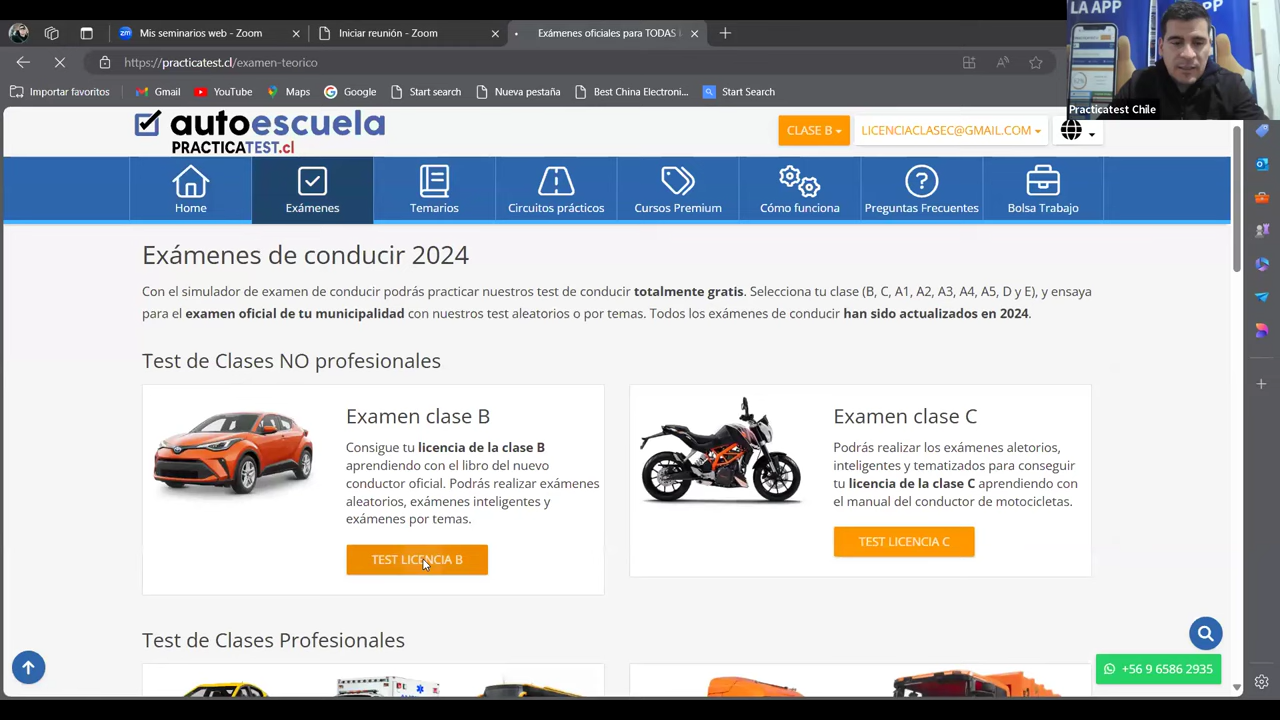 LA APP
APP
Practicatest Chile
Mis seminarios web - Zoom
Iniciar reunión - Zoom
Exámenes oficiales para TODAS
https://practicatest.cl/examen-teorico
Importar favoritos
Gmail
YouTube
Maps
Google
Start search
Nueva pestaña
Best China Electroni...
Start Search
autoescuela
PRACTICATEST.cl
CLASE B
LICENCIACLASEC@GMAIL.COM
Home
Exámenes
Temarios
Circuitos prácticos
Cursos Premium
Cómo funciona
Preguntas Frecuentes
Bolsa Trabajo
Exámenes de conducir 2024
Con el simulador de examen de conducir podrás practicar nuestros test de conducir totalmente gratis. Selecciona tu clase (B, C, A1, A2, A3, A4, A5, D y E), y ensaya
para el examen oficial de tu municipalidad con nuestros test aleatorios o por temas. Todos los exámenes de conducir han sido actualizados en 2024.
Test de Clases NO profesionales
Examen clase B
Consigue tu licencia de la clase B
aprendiendo con el libro del nuevo
conductor oficial. Podrás realizar exámenes
aleatorios, exámenes inteligentes y
exámenes por temas.
TEST LICENCIA B
Examen clase C
Podrás realizar los exámenes aletorios,
inteligentes y tematizados para conseguir
tu licencia de la clase C aprendiendo con
el manual del conductor de motocicletas.
TEST LICENCIA C
Test de Clases Profesionales
+56 9 6586 2935